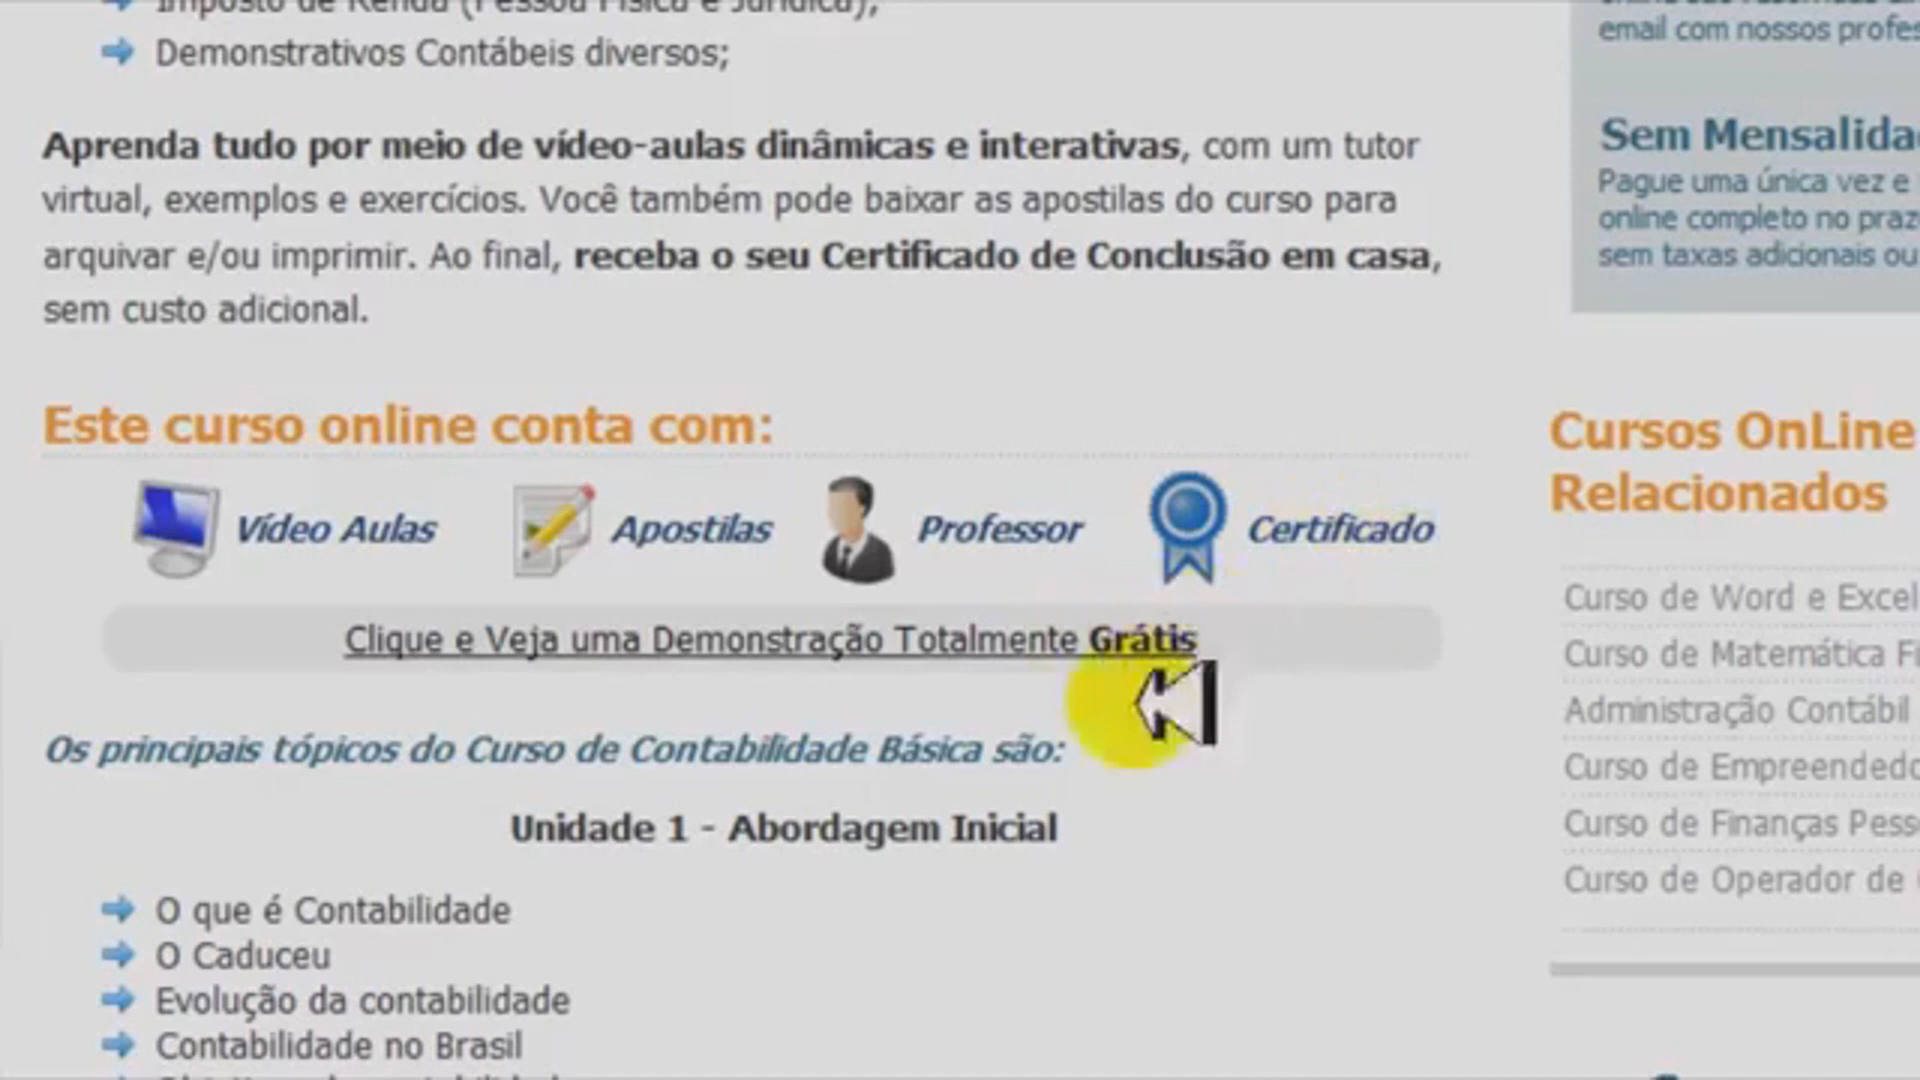 Imposto de Renda (Pessoa Física e Jurídica);
Demonstrativos Contábeis diversos;
Aprenda tudo por meio de vídeo-aulas dinâmicas e interativas, com um tutor
virtual, exemplos e exercícios. Você também pode baixar as apostilas do curso para
arquivar e/ou imprimir. Ao final, receba o seu Certificado de Conclusão em casa,
sem custo adicional.
Este curso online conta com:
Vídeo Aulas
Apostilas
Professor
Certificado
Clique e Veja uma Demonstração Totalmente Grátis
Os principais tópicos do Curso de Contabilidade Básica são:
Unidade 1 - Abordagem Inicial
O que é Contabilidade
O Caduceu
Evolução da contabilidade
Contabilidade no Brasil
email com nossos
Sem
Pague uma única vez e
online completo no
sem taxas adicionais ou
Cursos OnLine
Relacionados
Curso de Word e Excel
Curso de Matemática
Administração Contábil
Curso de
Curso de Finanças
Curso de Operador de